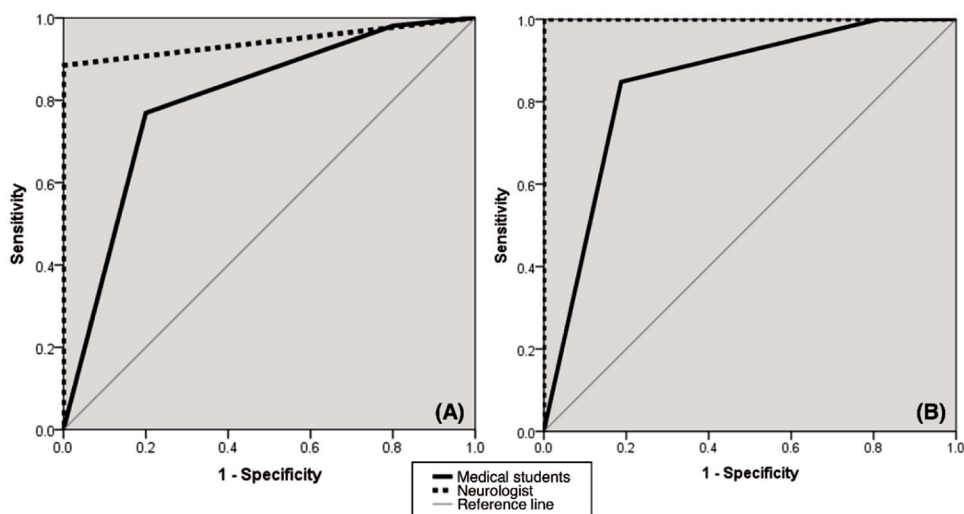 1.0
0.8
0.6
0.4
0.2
0.0
Sensitivity
0.0 0.2 0.4 0.6 0.8 1.0
1 - Specificity
(A)
1.0
0.8
0.6
0.4
0.2
0.0
Sensitivity
0.0 0.2 0.4 0.6 0.8 1.0
1 - Specificity
(B)
Medical students
Neurologist
Reference line